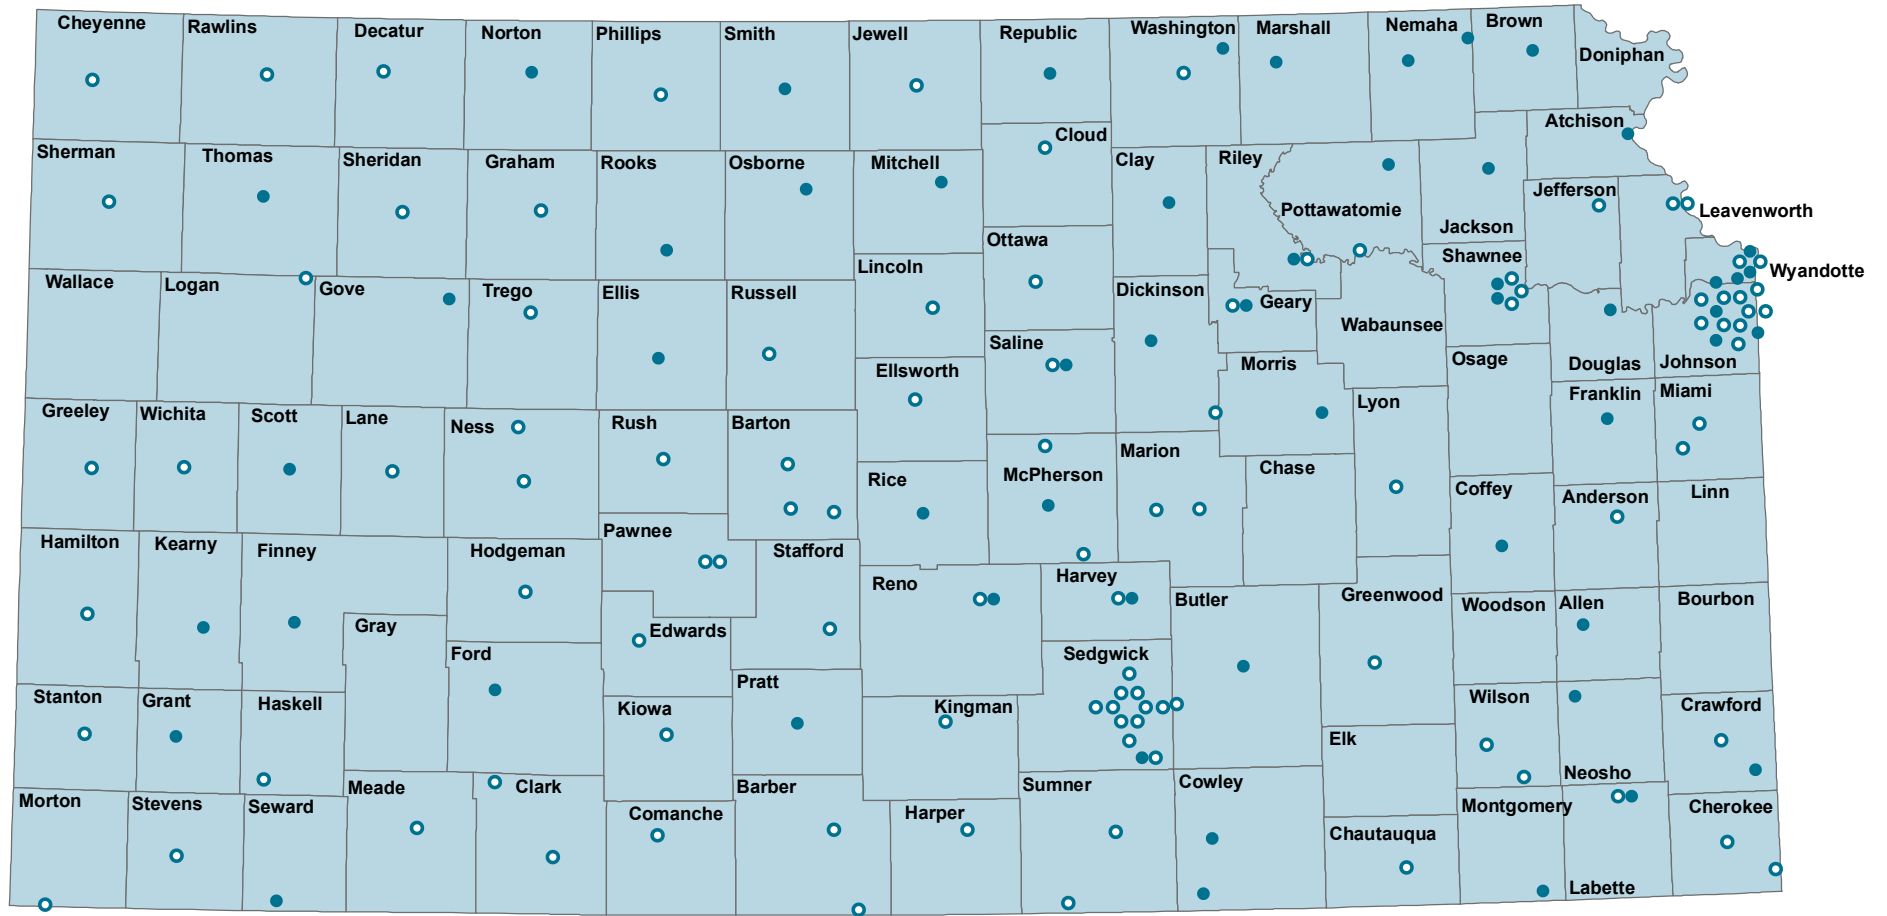 Cheyenne
Rawlins
Decatur
Norton
Phillips
Smith
Jewell
Republic
Washington
Marshall
Nemaha
Brown
Doniphan
Atchison
Cloud
Sherman
Thomas
Sheridan
Graham
Rooks
Osborne
Mitchell
Clay
Riley
Pottawatomie
Jackson
Jefferson
Leavenworth
Ottawa
Shawnee
Wyandotte
Wallace
Logan
Gove
Trego
Ellis
Russell
Lincoln
Dickinson
Geary
Wabaunsee
Saline
Ellsworth
Morris
Osage
Douglas
Johnson
Greeley
Wichita
Scott
Lane
Ness
Rush
Barton
Lyon
Franklin
Miami
Rice
McPherson
Marion
Chase
Coffey
Anderson
Linn
Hamilton
Kearny
Finney
Hodgeman
Pawnee
Stafford
Reno
Harvey
Butler
Greenwood
Woodson
Allen
Bourbon
Gray
Edwards
Ford
Sedgwick
Stanton
Grant
Haskell
Kiowa
Pratt
Kingman
Elk
Wilson
Neosho
Crawford
Morton
Stevens
Seward
Meade
Clark
Comanche
Barber
Harper
Sumner
Cowley
Chautauqua
Montgomery
Labette
Cherokee